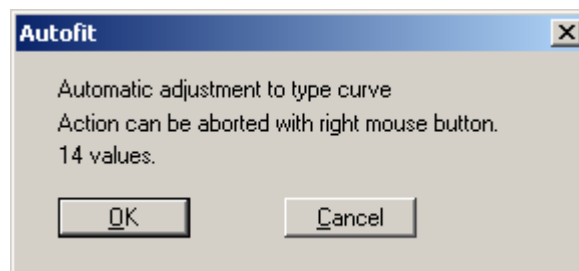 Autofit
Automatic adjustment to type curve
Action can be aborted with right mouse button.
14 values.
OK Cancel